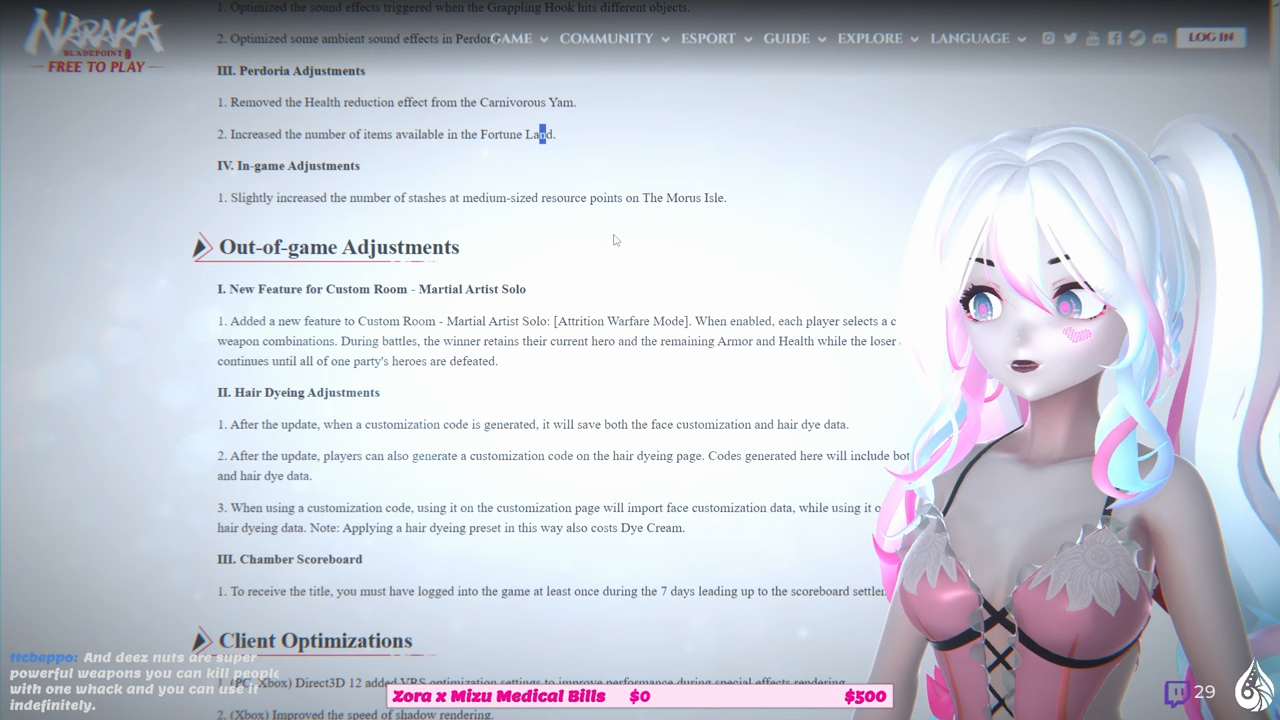 1. Optimized the sound effects triggered when the Grappling Hook hits different objects.
2. Optimized some ambient sound effects in Perdoria
NARAKA
BLADEPOINT
FREE TO PLAY
GAME COMMUNITY ESPORT GUIDE EXPLORE LANGUAGE LOG IN
III. Perdoria Adjustments
1. Removed the Health reduction effect from the Carnivorous Yam.
2. Increased the number of items available in the Fortune Land.
IV. In-game Adjustments
1. Slightly increased the number of stashes at medium-sized resource points on The Morus Isle.
Out-of-game Adjustments
I. New Feature for Custom Room - Martial Artist Solo
1. Added a new feature to Custom Room - Martial Artist Solo: [Attrition Warfare Mode]. When enabled, each player selects a c
weapon combinations. During battles, the winner retains their current hero and the remaining Armor and Health while the loser
continues until all of one party's heroes are defeated.
II. Hair Dyeing Adjustments
1. After the update, when a customization code is generated, it will save both the face customization and hair dye data.
2. After the update, players can also generate a customization code on the hair dyeing page. Codes generated here will include bot
and hair dye data.
3. When using a customization code, using it on the customization page will import face customization data, while using it o
hair dyeing data. Note: Applying a hair dyeing preset in this way also costs Dye Cream.
III. Chamber Scoreboard
1. To receive the title, you must have logged into the game at least once during the 7 days leading up to the scoreboard settle
Client Optimizations
1. (PC, Xbox) Direct3D 12 added VRS optimization settings to improve performance during special effects rendering.
2. (Xbox) Improved the speed of shadow rendering.
ttcbappo: And deez nuts are super
powerful weapons you can kill people
with one whack and you can use it
indefinitely.
Zora x Mizu Medical Bills $0 $500
29